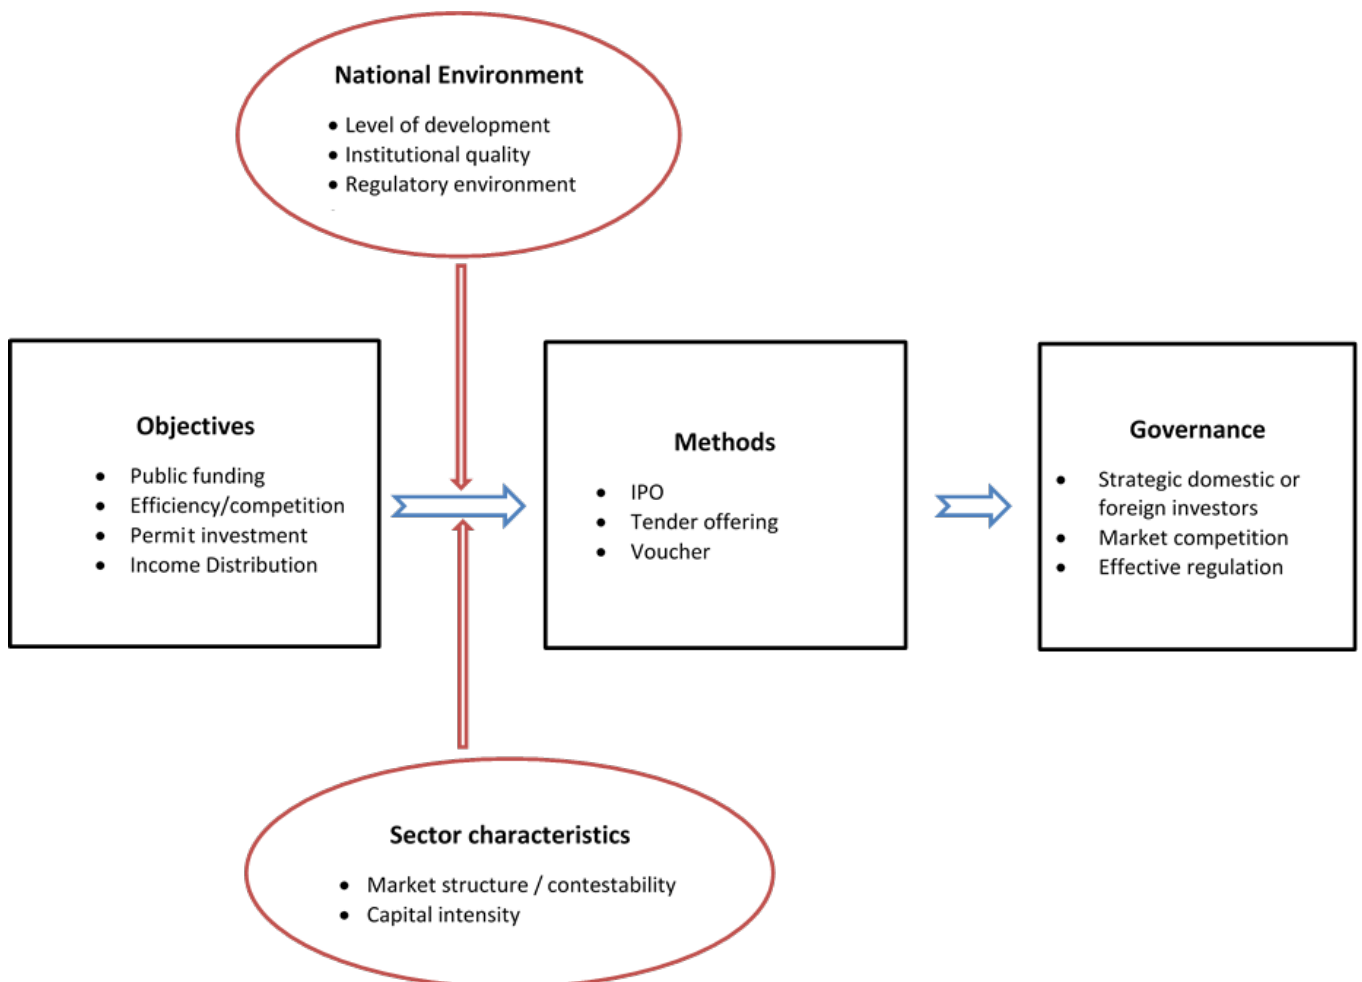 National Environment
• Level of development
• Institutional quality
• Regulatory environment
Objectives
• Public funding
• Efficiency/competition
• Permit investment
• Income Distribution
Methods
• IPO
• Tender offering
• Voucher
Governance
• Strategic domestic or
foreign investors
• Market competition
• Effective regulation
Sector characteristics
• Market structure / contestability
• Capital intensity